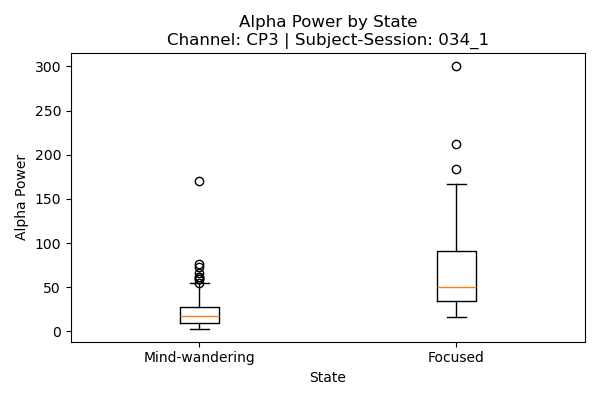 Alpha Power by State
Channel: CP3 | Subject-Session: 034_1
300
250
200
150
100
50
0
Alpha Power
Mind-wandering
Focused
State